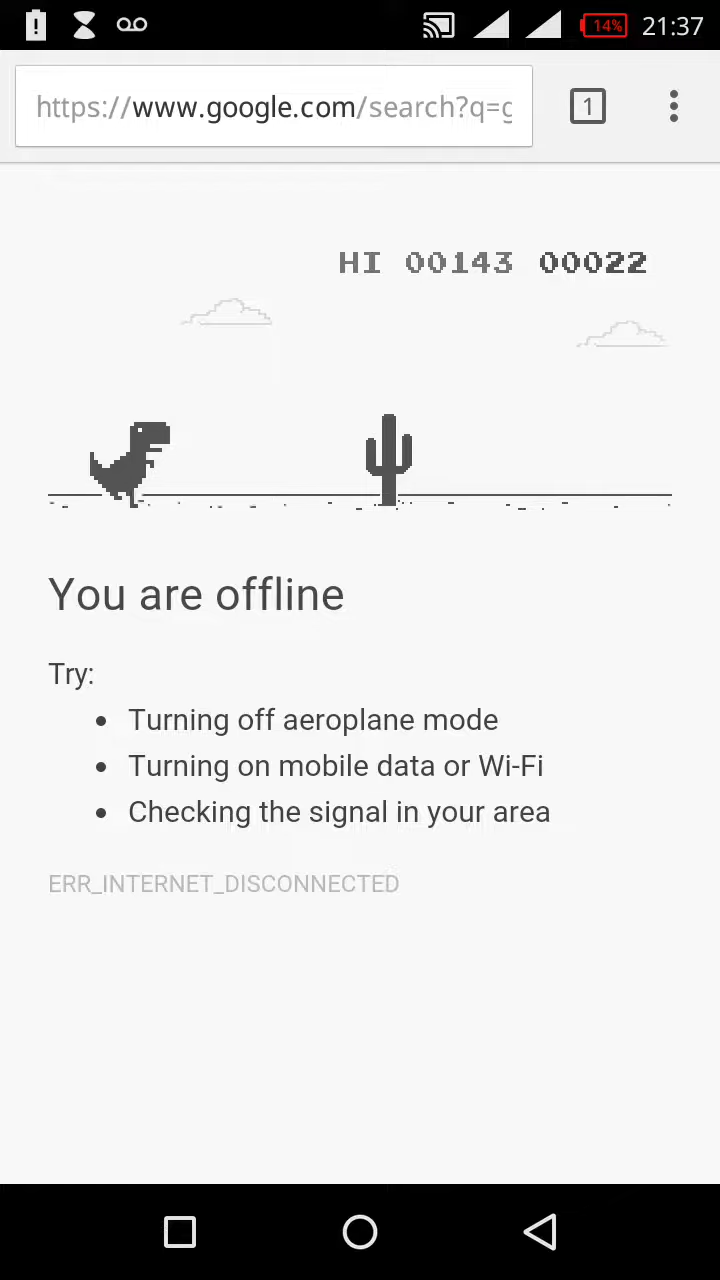 14% 21:37
https://www.google.com/search?q=g
1
HI 00143 00022
You are offline
Try:
• Turning off aeroplane mode
• Turning on mobile data or Wi-Fi
• Checking the signal in your area
ERR_INTERNET_DISCONNECTED